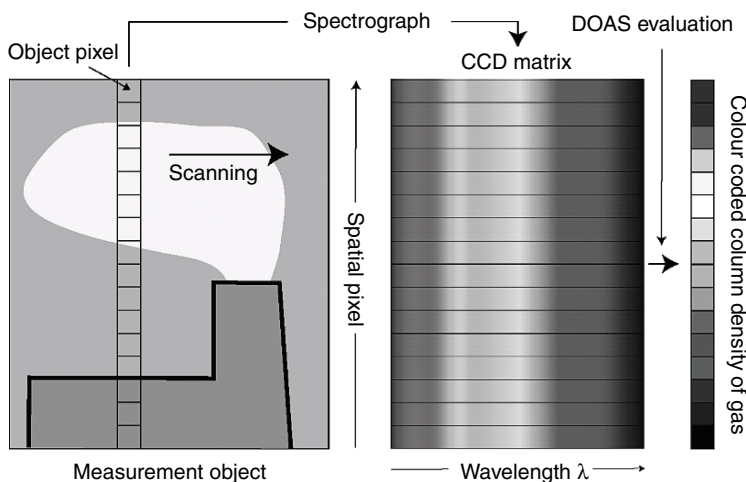 Spectrograph
DOAS evaluation
Object pixel
CCD matrix
Scanning
Spatial pixel
Colour coded column density of gas
Measurement object
Wavelength λ